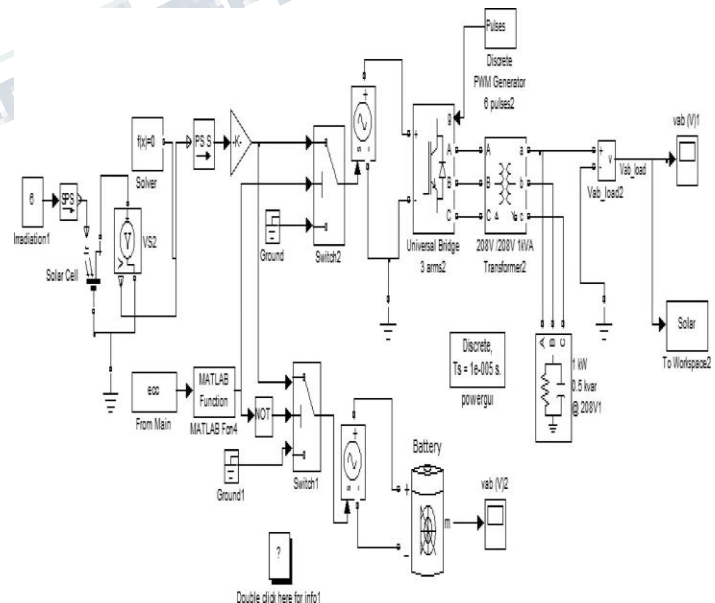 Pulses
Discrete
PWM Generator
6 pulses2
vab (V)1
f(x)=0
Solver
PS S
-K-
+
s
-
6
Irradiation1
S PS
Solar Cell
V
VS2
Ground
Switch2
+
-
g
A
B
C
Universal Bridge
3 arms2
A
B
C
a
b
c
208V /208V 1kVA
Transformer2
+
-
v
Vab_load2
Vab_load
Solar
To Workspace2
Discrete,
Ts = 1e-005 s.
powergui
A B C
1 kW
0.5 kvar
@ 208V1
ecc
From Main
MATLAB
Function
MATLAB Fcn4
NOT
Ground1
Switch1
+
s
-
Battery
+
_
m
vab (V)2
?
Double click here for info1